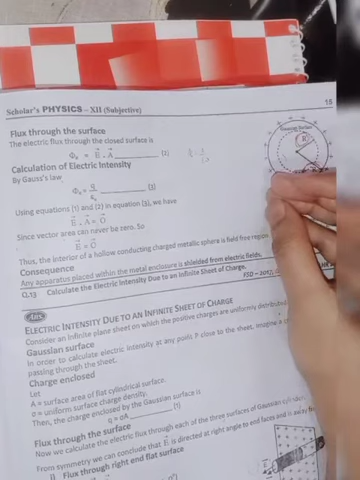 Scholar's PHYSICS – XII (Subjective)
15
Flux through the surface
The electric flux through the closed surface is
Φₑ = E⃗ . A⃗ __________ (2)
Gaussian Surface
Calculation of Electric Intensity
By Gauss's law
Using equations (1) and (2) in equation (3), we have
E⃗ . A⃗ = O⃗
Since vector area can never be zero. So
E⃗ = O⃗
Thus, the interior of a hollow conducting charged metallic sphere is field free region.
Consequence
Any apparatus placed within the metal enclosure is shielded from electric fields.
Q.13 Calculate the Electric Intensity Due to an Infinite Sheet of Charge.
Ans
ELECTRIC INTENSITY DUE TO AN INFINITE SHEET OF CHARGE
Consider an infinite plane sheet on which the positive charges are uniformly distributed
Gaussian surface
In order to calculate electric intensity at any point P close to the sheet, imagine a
passing through the sheet.
Charge enclosed
Let
A = surface area of flat cylindrical surface.
σ = uniform surface charge density.
Then, the charge enclosed by the Gaussian surface is
q = σA __________ (1)
Flux through the surface
Now we calculate the electric flux through each of the three surfaces of Gaussian cylinder.
From symmetry we can conclude that E⃗ is directed at right angle to end faces and is away
i) Flux through right end flat surface